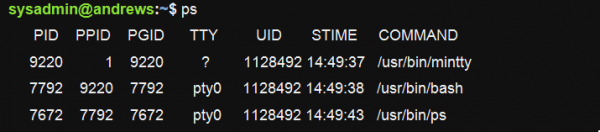 sysadmin@andrews:~$ ps
PID PPID PGID TTY UID STIME COMMAND
9220 1 9220 ? 1128492 14:49:37 /usr/bin/mintty
7792 9220 7792 pty0 1128492 14:49:38 /usr/bin/bash
7672 7792 7672 pty0 1128492 14:49:43 /usr/bin/ps